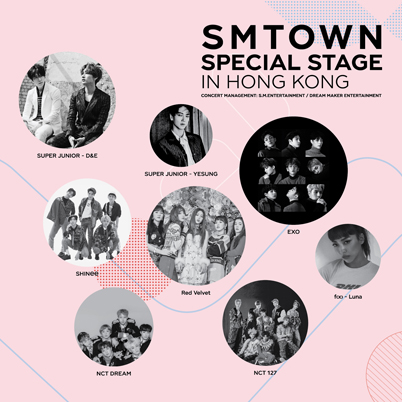 SMTOWN
SPECIAL STAGE
IN HONG KONG
CONCERT MANAGEMENT: S.M.ENTERTAINMENT / DREAM MAKER ENTERTAINMENT
SUPER JUNIOR - D&E
SUPER JUNIOR - YESUNG
EXO
SHINee
Red Velvet
f(x) - Luna
NCT DREAM
NCT 127